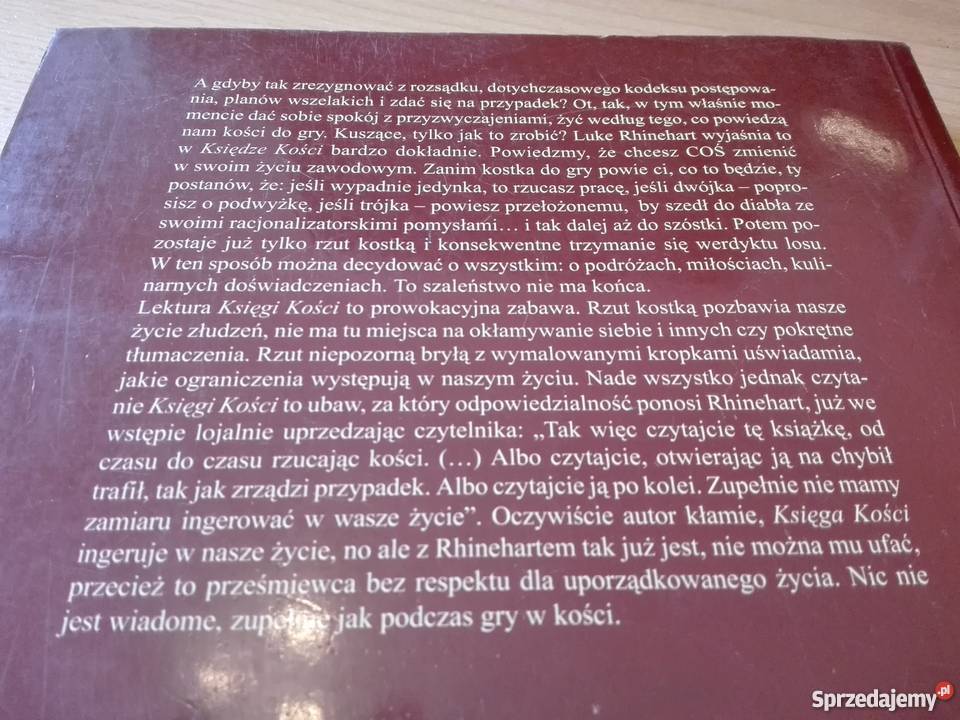 A gdyby tak zrezygnować z rozsądku, dotychczasowego kodeksu postępowa-
nia, planów wszelakich i zdać się na przypadek? Ot, tak, w tym właśnie mo-
mencie dać sobie spokój z przyzwyczajeniami, żyć według tego, co powiedzą
nam kości do gry. Kuszące, tylko jak to zrobić? Luke Rhinehart wyjaśnia to
w Księdze Kości bardzo dokładnie. Powiedzmy, że chcesz COŚ zmienić
w swoim życiu zawodowym. Zanim kostka do gry powie ci, co to będzie, ty
postanów, że: jeśli wypadnie jedynka, to rzucasz pracę, jeśli dwójka – popro-
sisz o podwyżkę, jeśli trójka – powiesz przełożonemu, by szedł do diabła ze
swoimi racjonalizatorskimi pomysłami… i tak dalej aż do szóstki. Potem po-
zostaje już tylko rzut kostką i konsekwentne trzymanie się werdyktu losu.
W ten sposób można decydować o wszystkim: o podróżach, miłościach, kuli-
narnych doświadczeniach. To szaleństwo nie ma końca.
Lektura Księgi Kości to prowokacyjna zabawa. Rzut kostką pozbawia nasze
życie złudzeń, nie ma tu miejsca na okłamywanie siebie i innych czy pokrętne
tłumaczenia. Rzut niepozorną bryłą z wymalowanymi kropkami uświadamia,
jakie ograniczenia występują w naszym życiu. Nade wszystko jednak czyta-
nie Księgi Kości to ubaw, za który odpowiedzialność ponosi Rhinehart, już we
wstępie lojalnie uprzedzając czytelnika: „Tak więc czytajcie tę książkę, od
czasu do czasu rzucając kości. (…) Albo czytajcie, otwierając ją na chybił
trafił, tak jak zrządzi przypadek. Albo czytajcie ją po kolei. Zupełnie nie mamy
zamiaru ingerować w wasze życie”. Oczywiście autor kłamie, Księga Kości
ingeruje w nasze życie, no ale z Rhinehartem tak już jest, nie można mu ufać,
przecież to prześmiewca bez respektu dla uporządkowanego życia. Nic nie
jest wiadome, zupełnie jak podczas gry w kości.
Sprzedajemy.pl